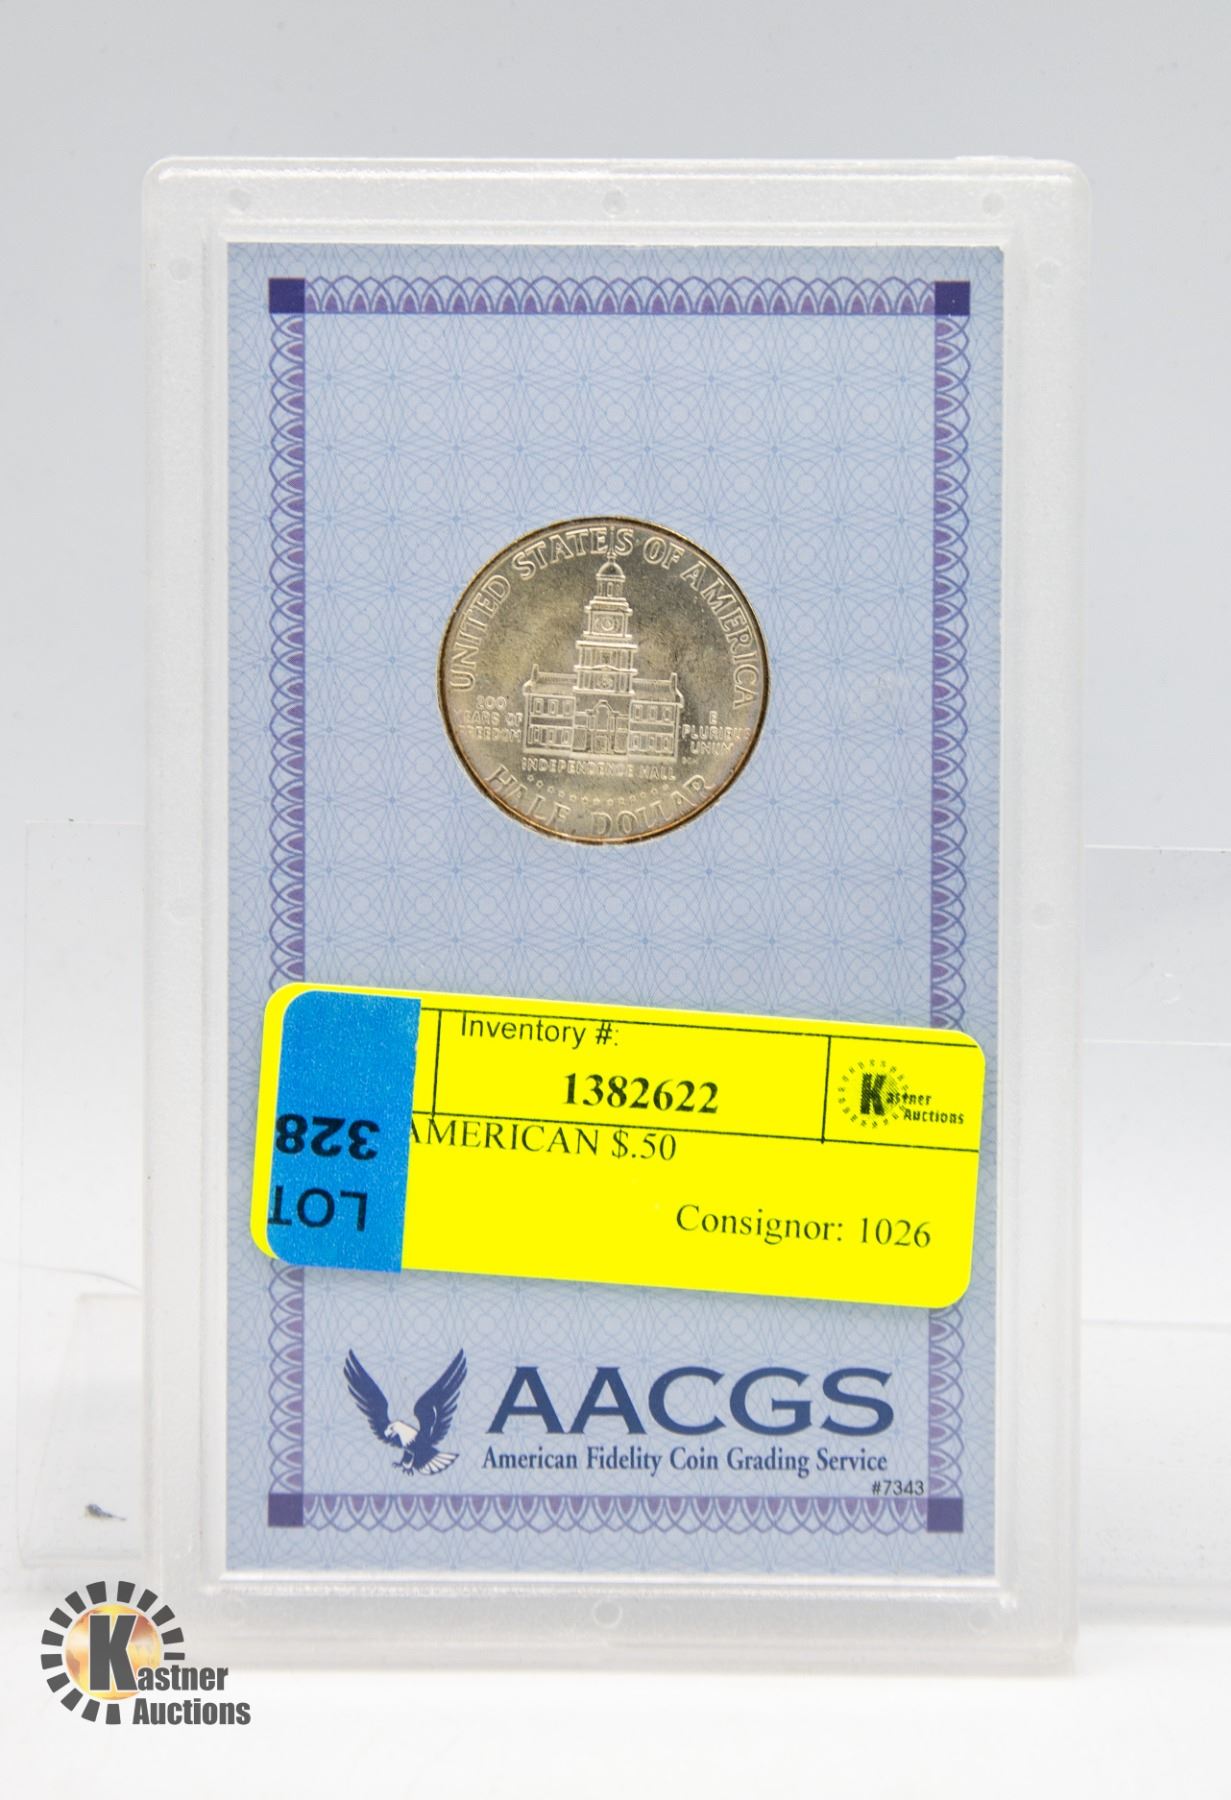 UNITED STATES OF AMERICA
200
YEARS OF
FREEDOM
E
PLURIBUS
UNUM
INDEPENDENCE HALL
HALF DOLLAR
Inventory #:
1382622
Kastner
Auctions
AMERICAN $.50
Consignor: 1026
LOT
328
AACGS
American Fidelity Coin Grading Service
#7343
Kastner
Auctions